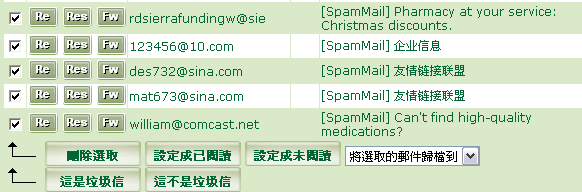 Re Res Fw rdsierrafundingw@sie [SpamMail] Pharmacy at your service:
Christmas discounts.
Re Res Fw 123456@10.com [SpamMail] 企业信息
Re Res Fw des732@sina.com [SpamMail] 友情链接联盟
Re Res Fw mat673@sina.com [SpamMail] 友情链接联盟
Re Res Fw william@comcast.net [SpamMail] Can't find high-quality
medications?
刪除選取 設定成已閱讀 設定成未閱讀 將選取的郵件歸檔到
這是垃圾信 這不是垃圾信